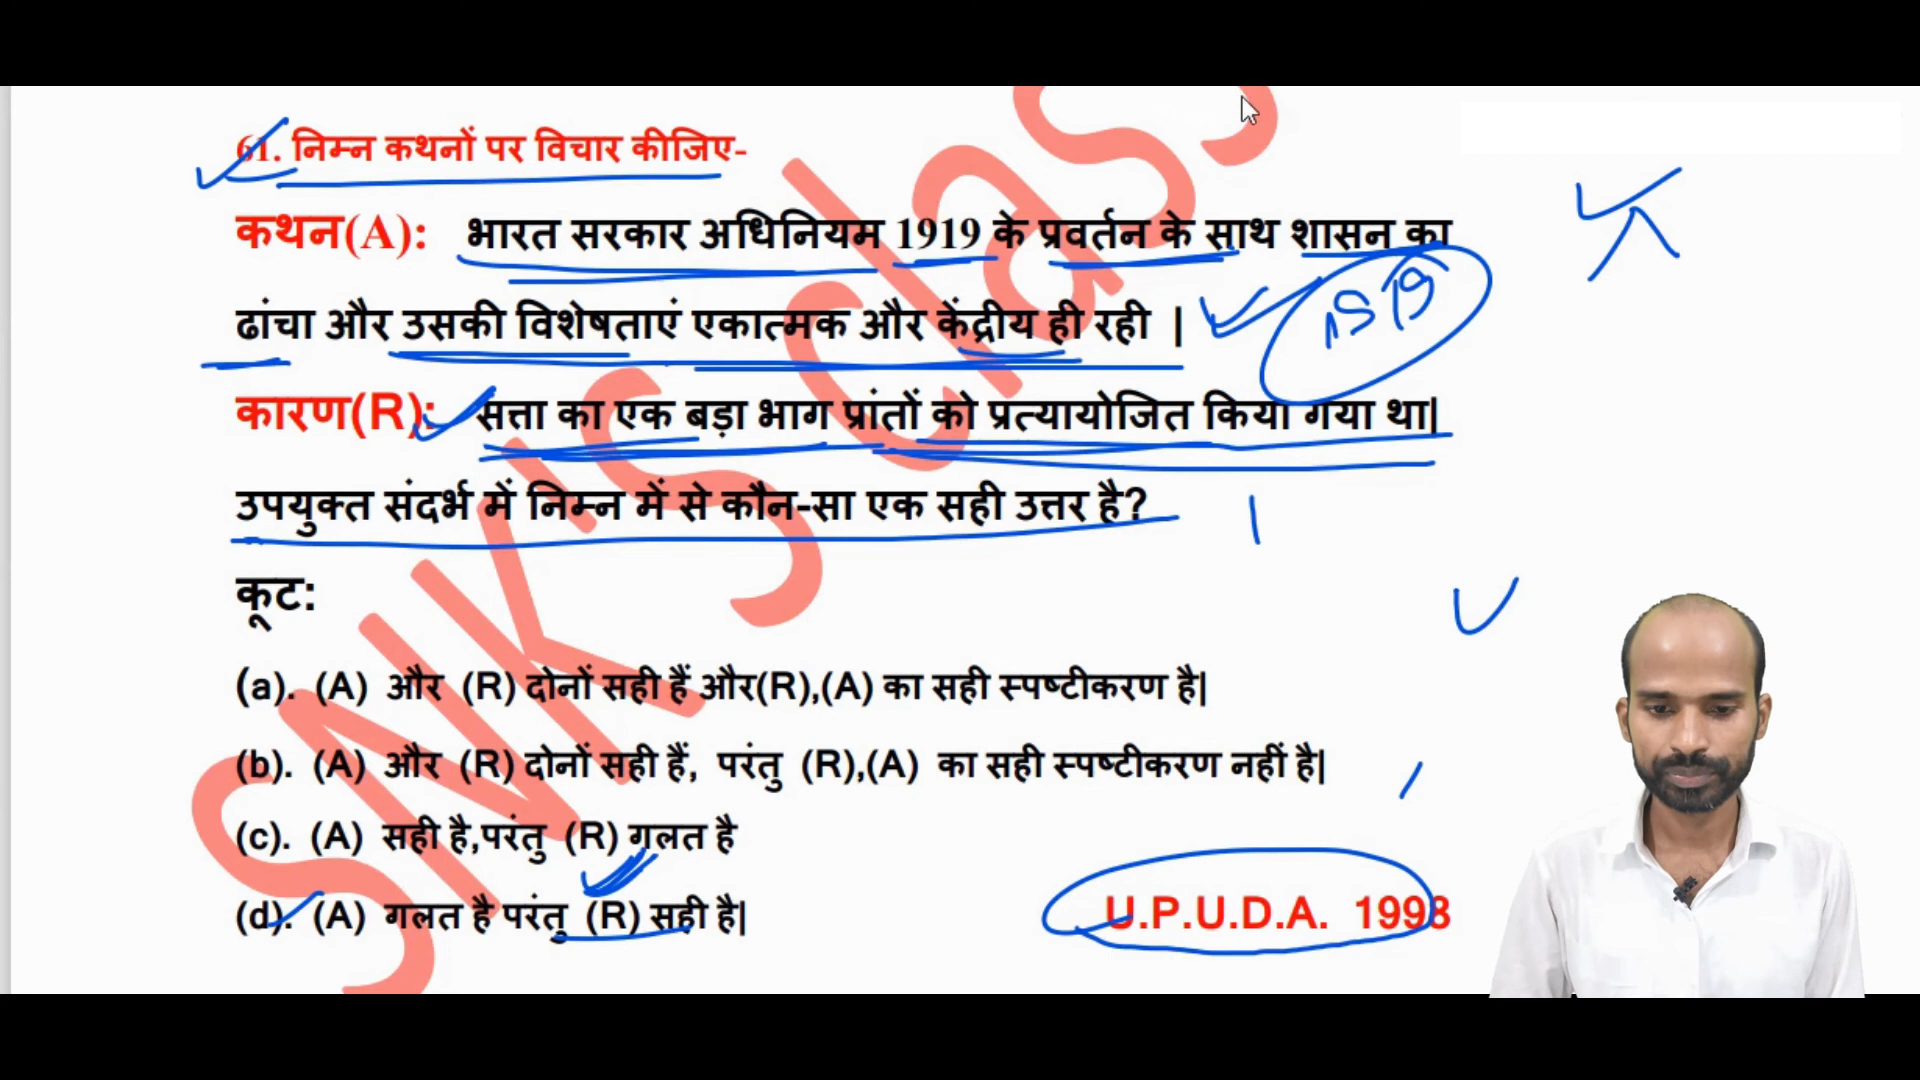 61. निम्न कथनों पर विचार कीजिए-
कथन(A): भारत सरकार अधिनियम 1919 के प्रवर्तन के साथ शासन का
ढांचा और उसकी विशेषताएं एकात्मक और केंद्रीय ही रही |
1919
कारण(R): सत्ता का एक बड़ा भाग प्रांतों को प्रत्यायोजित किया गया था|
उपयुक्त संदर्भ में निम्न में से कौन-सा एक सही उत्तर है?
कूट:
(a). (A) और (R) दोनों सही हैं और(R),(A) का सही स्पष्टीकरण है|
(b). (A) और (R) दोनों सही हैं, परंतु (R),(A) का सही स्पष्टीकरण नहीं है|
(c). (A) सही है,परंतु (R) गलत है
(d). (A) गलत है परंतु (R) सही है|
U.P.U.D.A. 1998
SNK'S Class